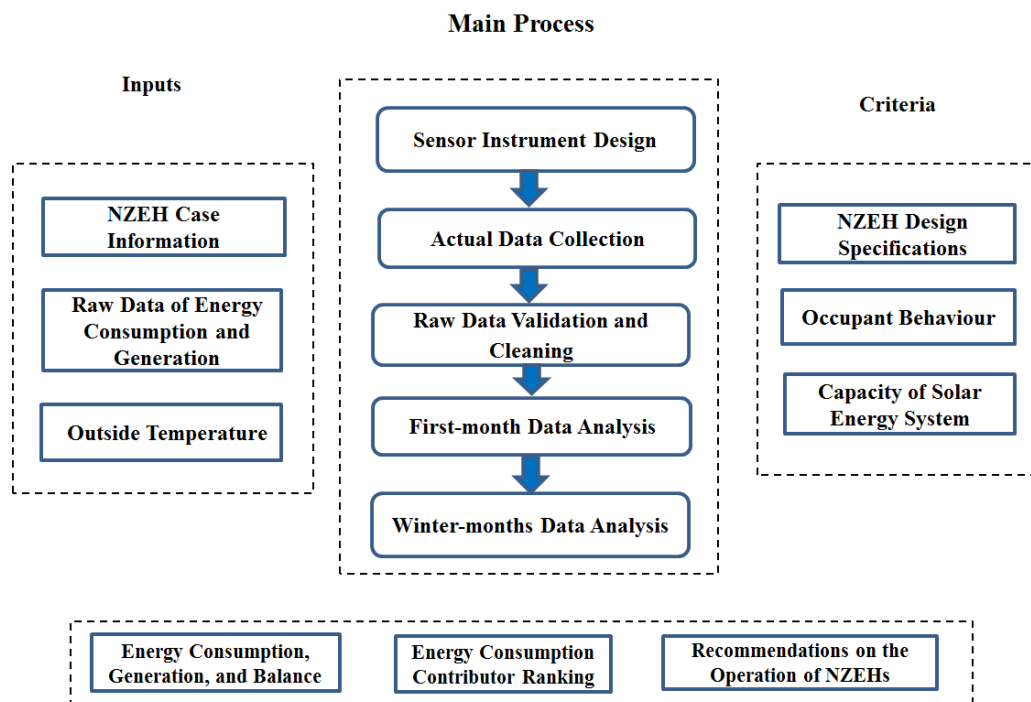 Main Process
Inputs
NZEH Case
Information
Raw Data of Energy
Consumption and
Generation
Outside Temperature
Sensor Instrument Design
Actual Data Collection
Raw Data Validation and
Cleaning
First-month Data Analysis
Winter-months Data Analysis
Criteria
NZEH Design
Specifications
Occupant Behaviour
Capacity of Solar
Energy System
Energy Consumption,
Generation, and Balance
Energy Consumption
Contributor Ranking
Recommendations on the
Operation of NZEHs